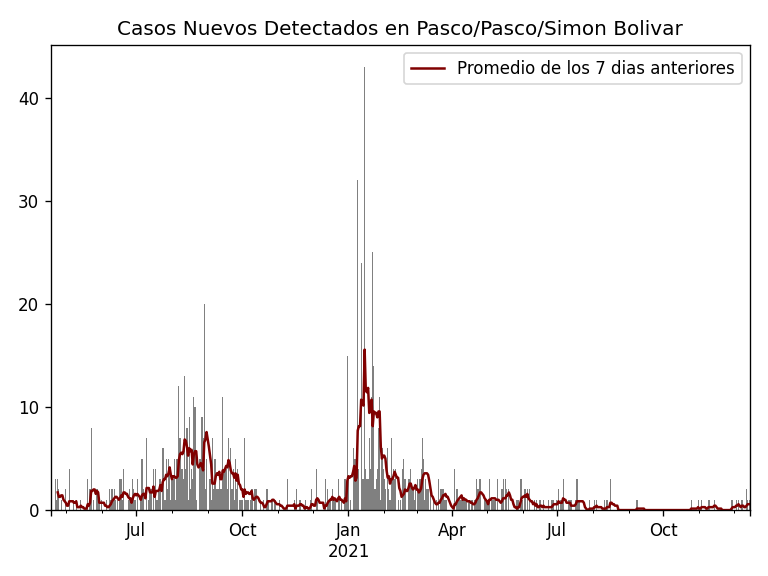 Casos Nuevos Detectados en Pasco/Pasco/Simon Bolivar
Promedio de los 7 dias anteriores
40
30
20
10
0
Jul Oct Jan Apr Jul Oct
2021